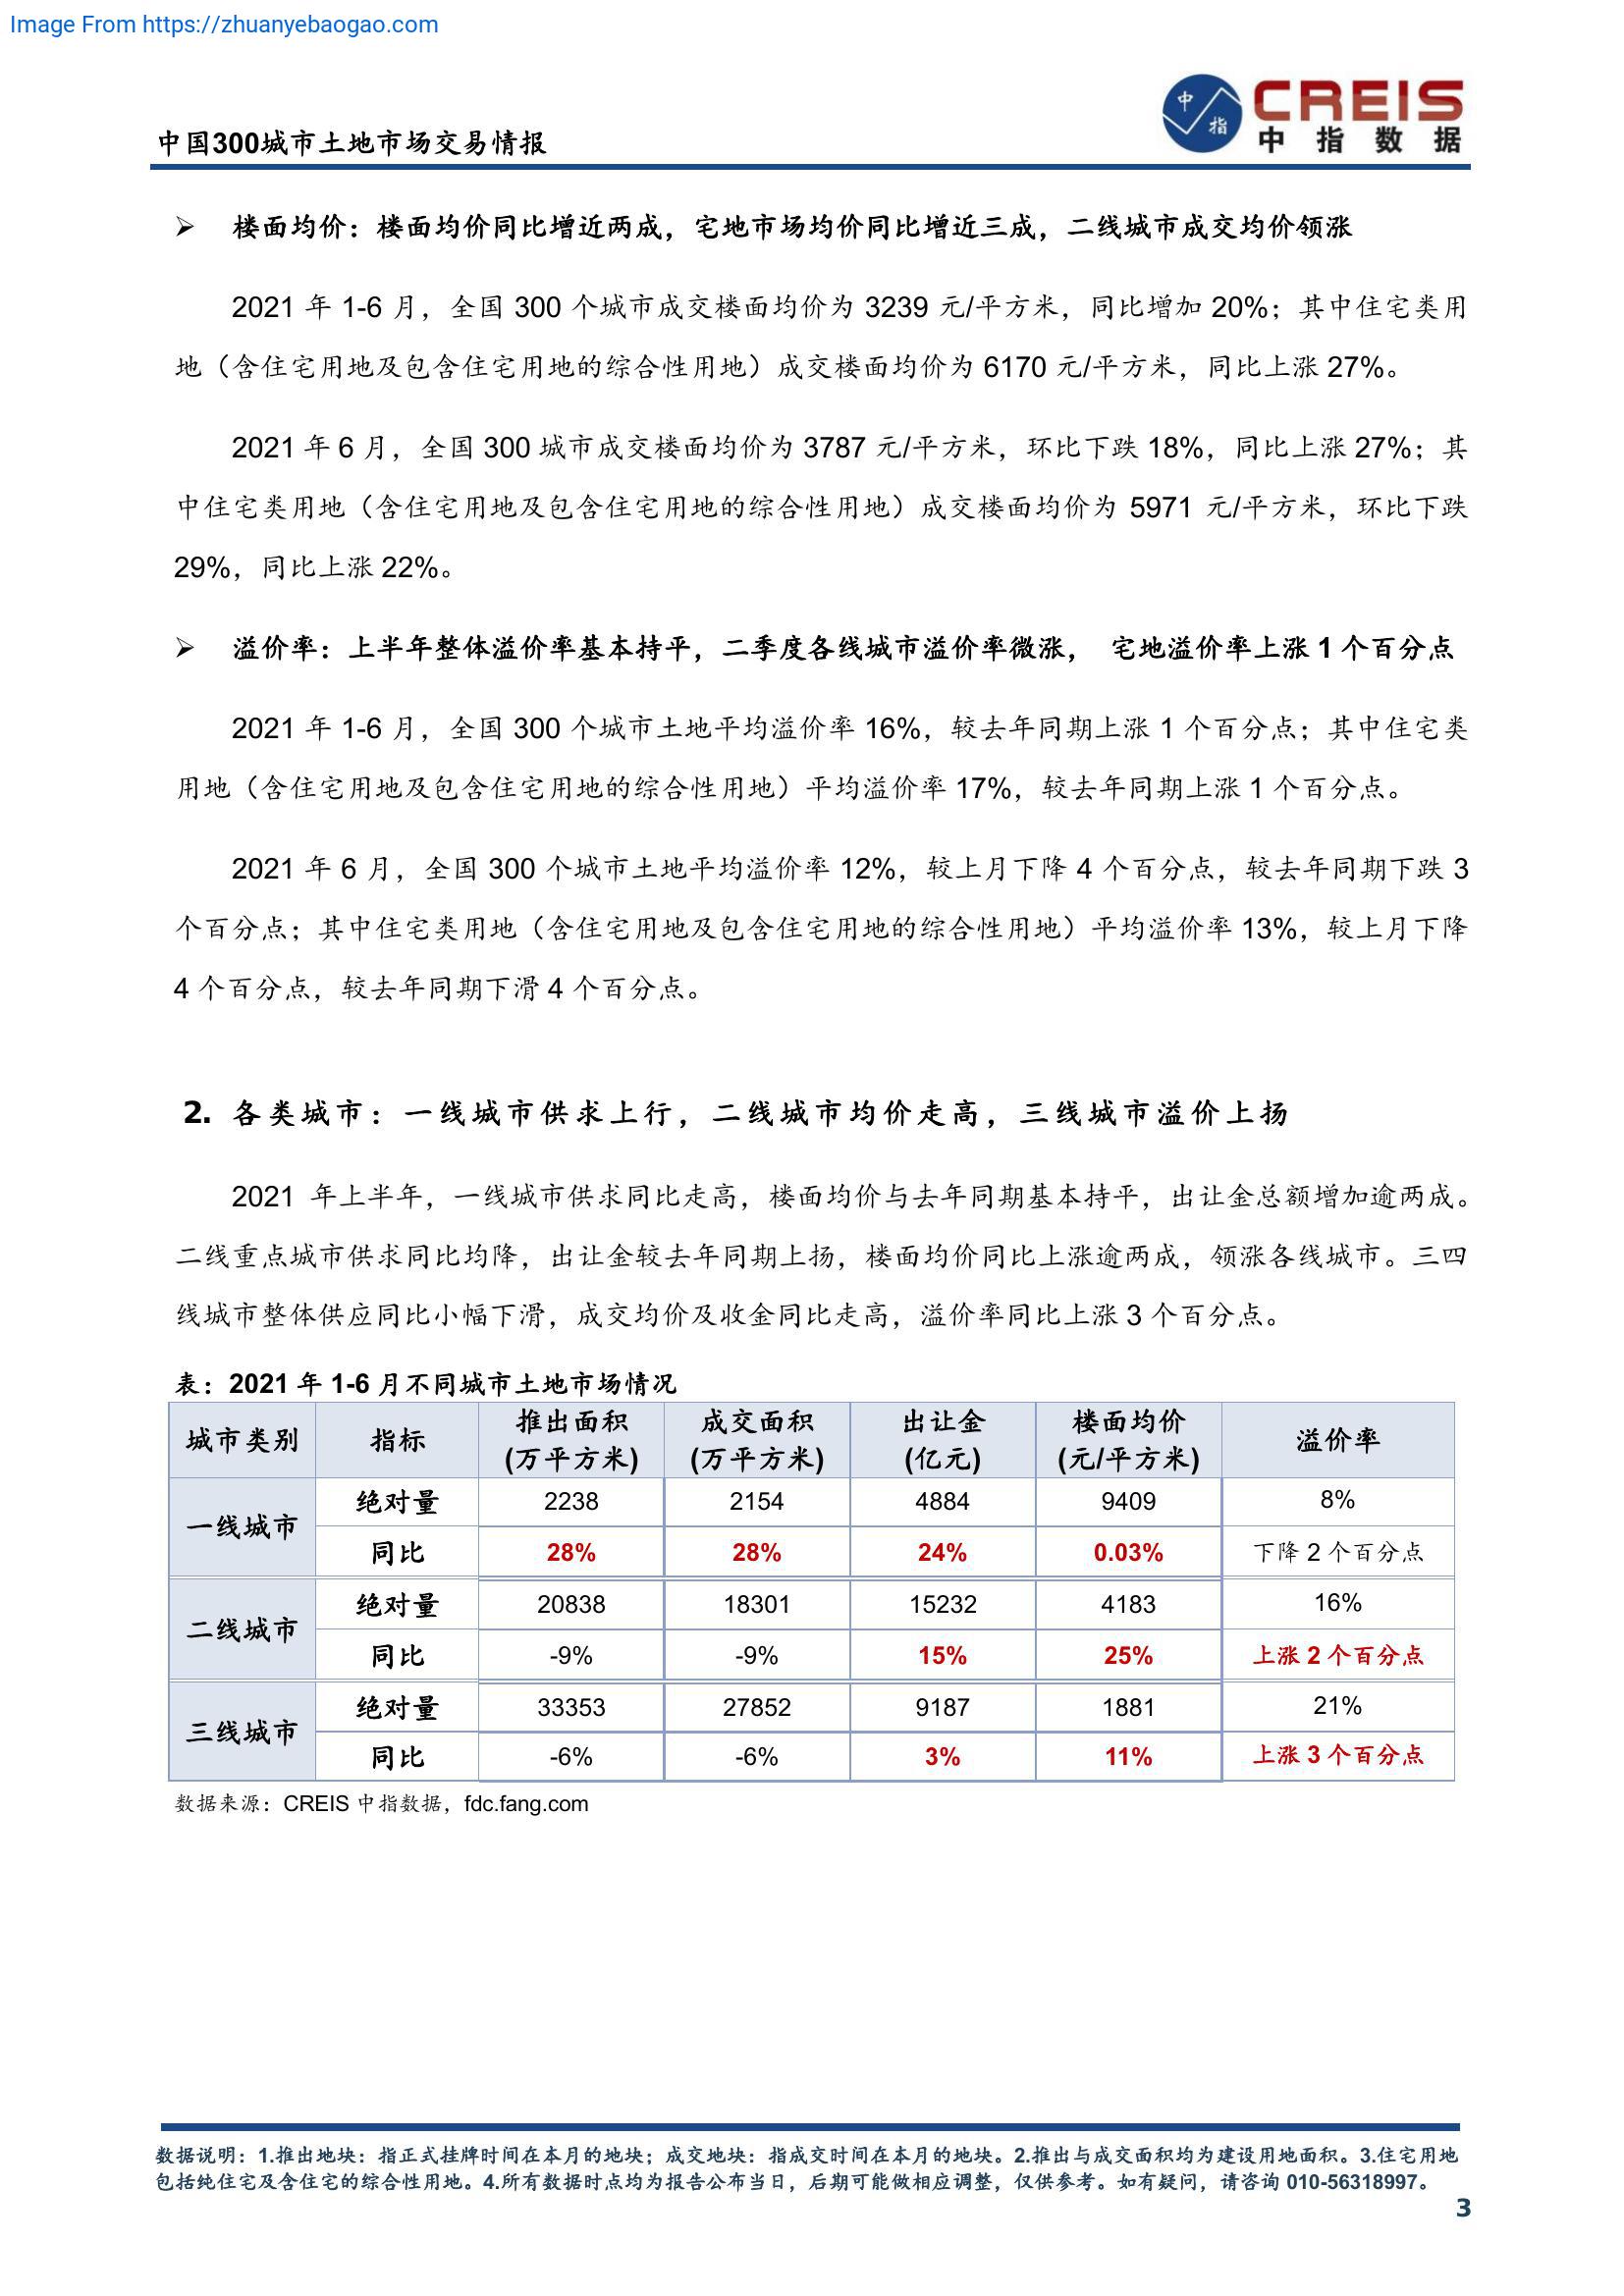 Image From https://zhuanyebaogao.com
中国300城市土地市场交易情报
中指
CREIS
中指数据
➢ 楼面均价：楼面均价同比增近两成，宅地市场均价同比增近三成，二线城市成交均价领涨
2021 年 1-6 月，全国 300 个城市成交楼面均价为 3239 元/平方米，同比增加 20%；其中住宅类用
地（含住宅用地及包含住宅用地的综合性用地）成交楼面均价为 6170 元/平方米，同比上涨 27%。
2021 年 6 月，全国 300 城市成交楼面均价为 3787 元/平方米，环比下跌 18%，同比上涨 27%；其
中住宅类用地（含住宅用地及包含住宅用地的综合性用地）成交楼面均价为 5971 元/平方米，环比下跌
29%，同比上涨 22%。
➢ 溢价率：上半年整体溢价率基本持平，二季度各线城市溢价率微涨， 宅地溢价率上涨 1 个百分点
2021 年 1-6 月，全国 300 个城市土地平均溢价率 16%，较去年同期上涨 1 个百分点；其中住宅类
用地（含住宅用地及包含住宅用地的综合性用地）平均溢价率 17%，较去年同期上涨 1 个百分点。
2021 年 6 月，全国 300 个城市土地平均溢价率 12%，较上月下降 4 个百分点，较去年同期下跌 3
个百分点；其中住宅类用地（含住宅用地及包含住宅用地的综合性用地）平均溢价率 13%，较上月下降
4 个百分点，较去年同期下滑 4 个百分点。
2. 各类城市：一线城市供求上行，二线城市均价走高，三线城市溢价上扬
2021 年上半年，一线城市供求同比走高，楼面均价与去年同期基本持平，出让金总额增加逾两成。
二线重点城市供求同比均降，出让金较去年同期上扬，楼面均价同比上涨逾两成，领涨各线城市。三四
线城市整体供应同比小幅下滑，成交均价及收金同比走高，溢价率同比上涨 3 个百分点。
表：2021 年 1-6 月不同城市土地市场情况
城市类别 指标 推出面积(万平方米) 成交面积(万平方米) 出让金(亿元) 楼面均价(元/平方米) 溢价率
一线城市 绝对量 2238 2154 4884 9409 8%
同比 28% 28% 24% 0.03% 下降 2 个百分点
二线城市 绝对量 20838 18301 15232 4183 16%
同比 -9% -9% 15% 25% 上涨 2 个百分点
三线城市 绝对量 33353 27852 9187 1881 21%
同比 -6% -6% 3% 11% 上涨 3 个百分点
数据来源：CREIS 中指数据，fdc.fang.com
数据说明：1.推出地块：指正式挂牌时间在本月的地块；成交地块：指成交时间在本月的地块。2.推出与成交面积均为建设用地面积。3.住宅用地
包括纯住宅及含住宅的综合性用地。4.所有数据时点均为报告公布当日，后期可能做相应调整，仅供参考。如有疑问，请咨询 010-56318997。
3